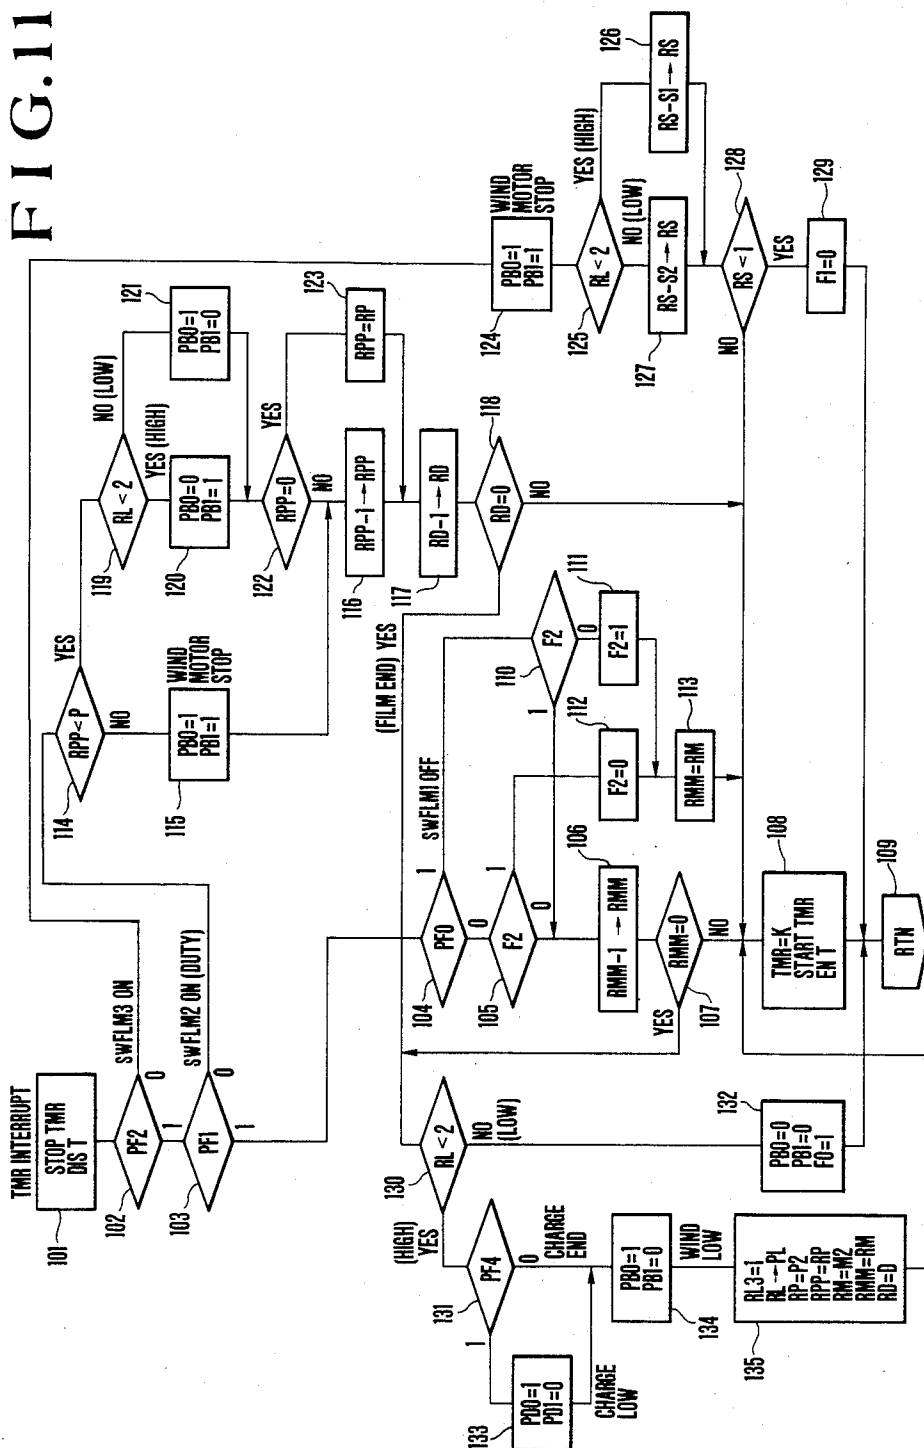 FIG.11
TMR INTERRUPT
STOP TMR
DIS T
101
PF2
102
SWFLM3 ON
0
1
PF1
103
SWFLM2 ON (DUTY)
0
1
RPP < P
114
YES
NO
PB0=1
PB1=1
115
WIND
MOTOR
STOP
RL < 2
119
NO (LOW)
YES (HIGH)
PB0=0
PB1=1
120
PB0=1
PB1=0
121
RPP=0
122
YES
NO
RPP=RP
123
RPP-1 → RPP
116
RD-1 → RD
117
RD=0
118
NO
(FILM END) YES
WIND
MOTOR
STOP
PB0=1
PB1=1
124
RL < 2
125
YES (HIGH)
NO (LOW)
RS-S1 → RS
126
RS-S2 → RS
127
RS < 1
128
NO
YES
F1=0
129
PF0
104
SWFLM1 OFF
1
0
F2
105
1
0
F2
110
1
0
F2=1
111
F2=0
112
RMM=RM
113
RMM-1 → RMM
106
RMM=0
107
YES
NO
TMR=K
START TMR
EN T
108
RTN
109
RL < 2
130
(HIGH)
YES
NO
(LOW)
PB0=0
PB1=0
F0=1
132
PF4
131
1
0
CHARGE
END
PD0=1
PD1=0
133
CHARGE
LOW
PB0=1
PB1=0
134
WIND
LOW
RL3=1
RL → PL
RP=P2
RPP=RP
RM=M2
RMM=RM
RD=D
135